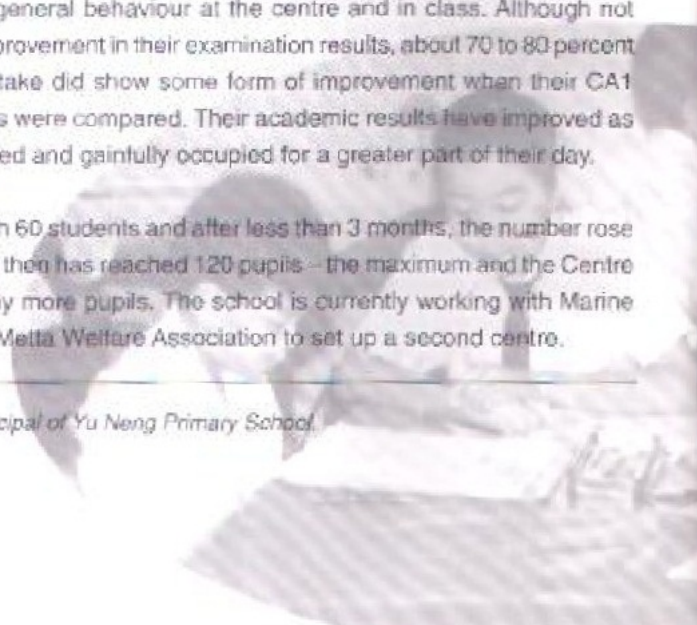 general behaviour at the centre and in class. Although not
provement in their examination results, about 70 to 80 percent
take did show some form of improvement when their CA1
s were compared. Their academic results have improved as
ed and gainfully occupied for a greater part of their day.
h 60 students and after less than 3 months, the number rose
then has reached 120 pupils – the maximum and the Centre
y more pupils. The school is currently working with Marine
Metta Welfare Association to set up a second centre.
cipal of Yu Neng Primary School.